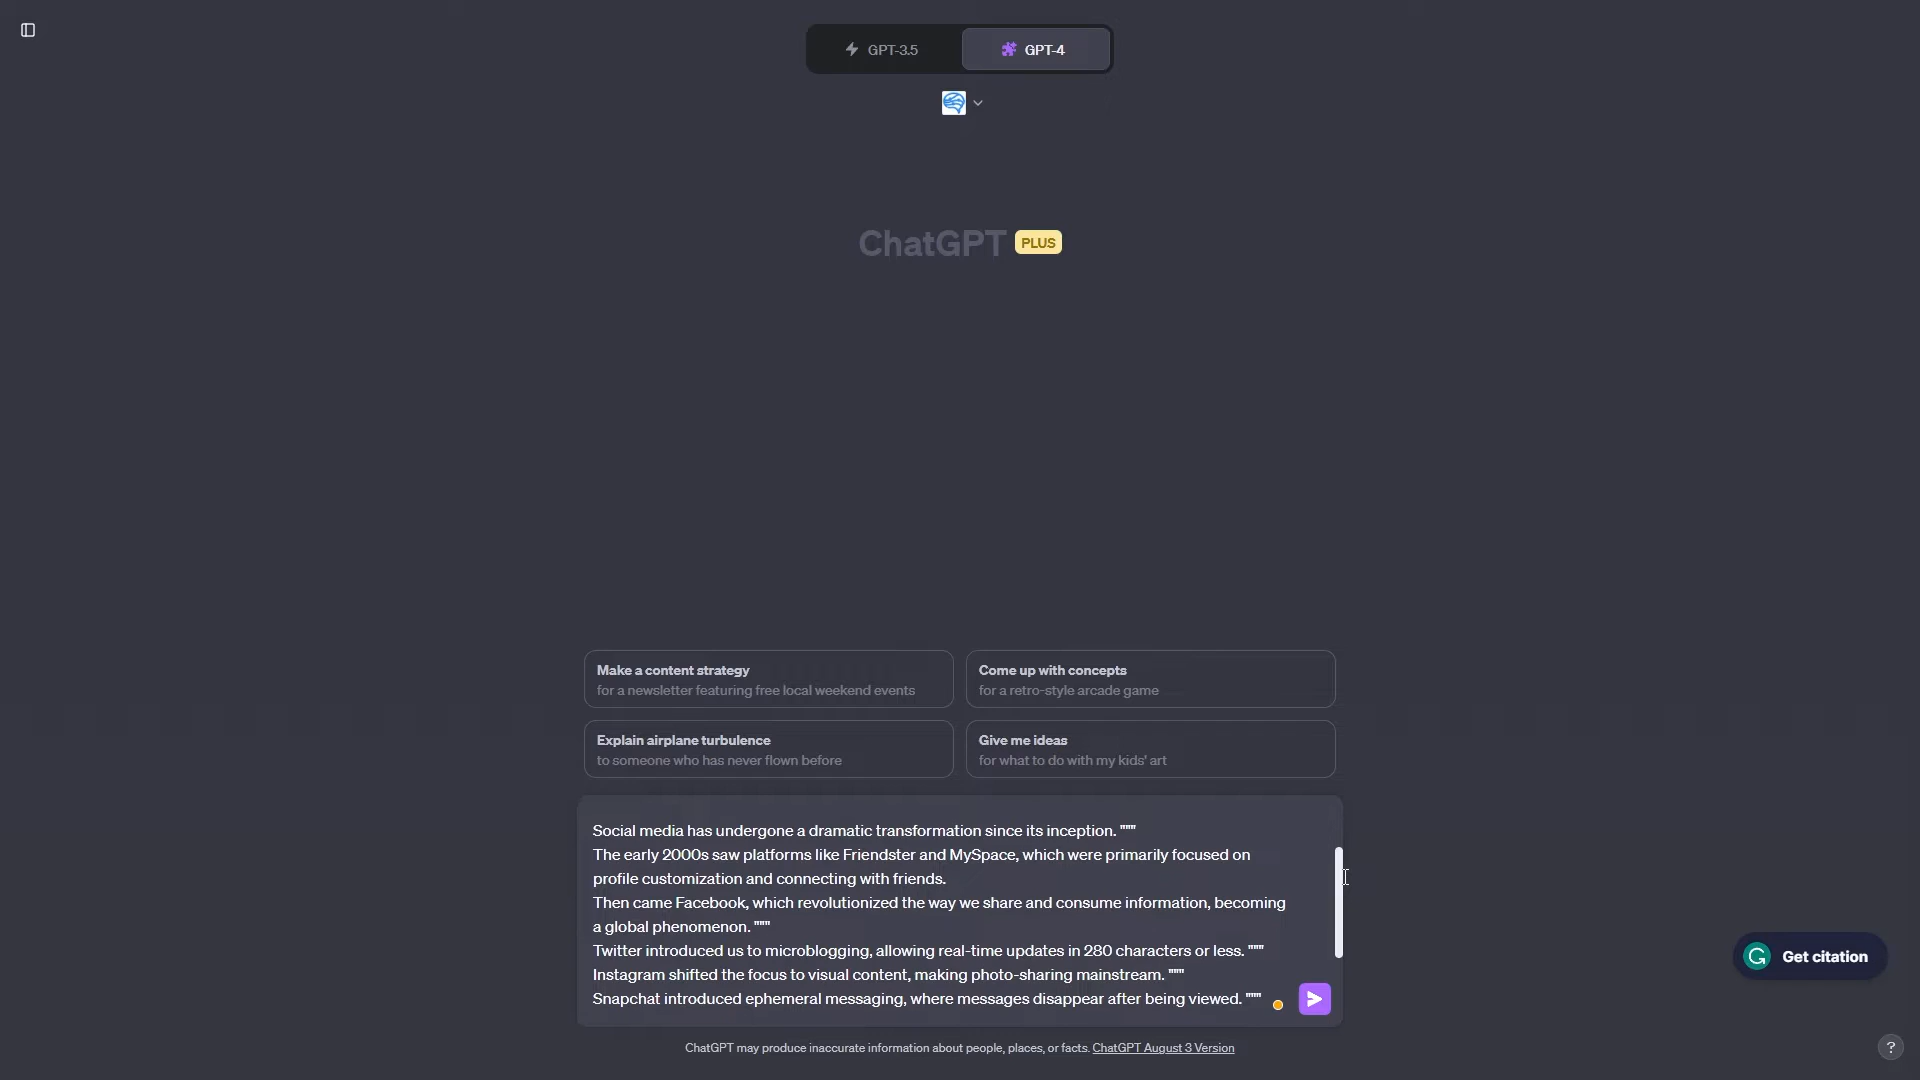 GPT-3.5
GPT-4
ChatGPT PLUS
Make a content strategy
for a newsletter featuring free local weekend events
Come up with concepts
for a retro-style arcade game
Explain airplane turbulence
to someone who has never flown before
Give me ideas
for what to do with my kids' art
Social media has undergone a dramatic transformation since its inception. """
The early 2000s saw platforms like Friendster and MySpace, which were primarily focused on
profile customization and connecting with friends.
Then came Facebook, which revolutionized the way we share and consume information, becoming
a global phenomenon. """
Twitter introduced us to microblogging, allowing real-time updates in 280 characters or less. """
Instagram shifted the focus to visual content, making photo-sharing mainstream. """
Snapchat introduced ephemeral messaging, where messages disappear after being viewed. """
Get citation
ChatGPT may produce inaccurate information about people, places, or facts. ChatGPT August 3 Version
?